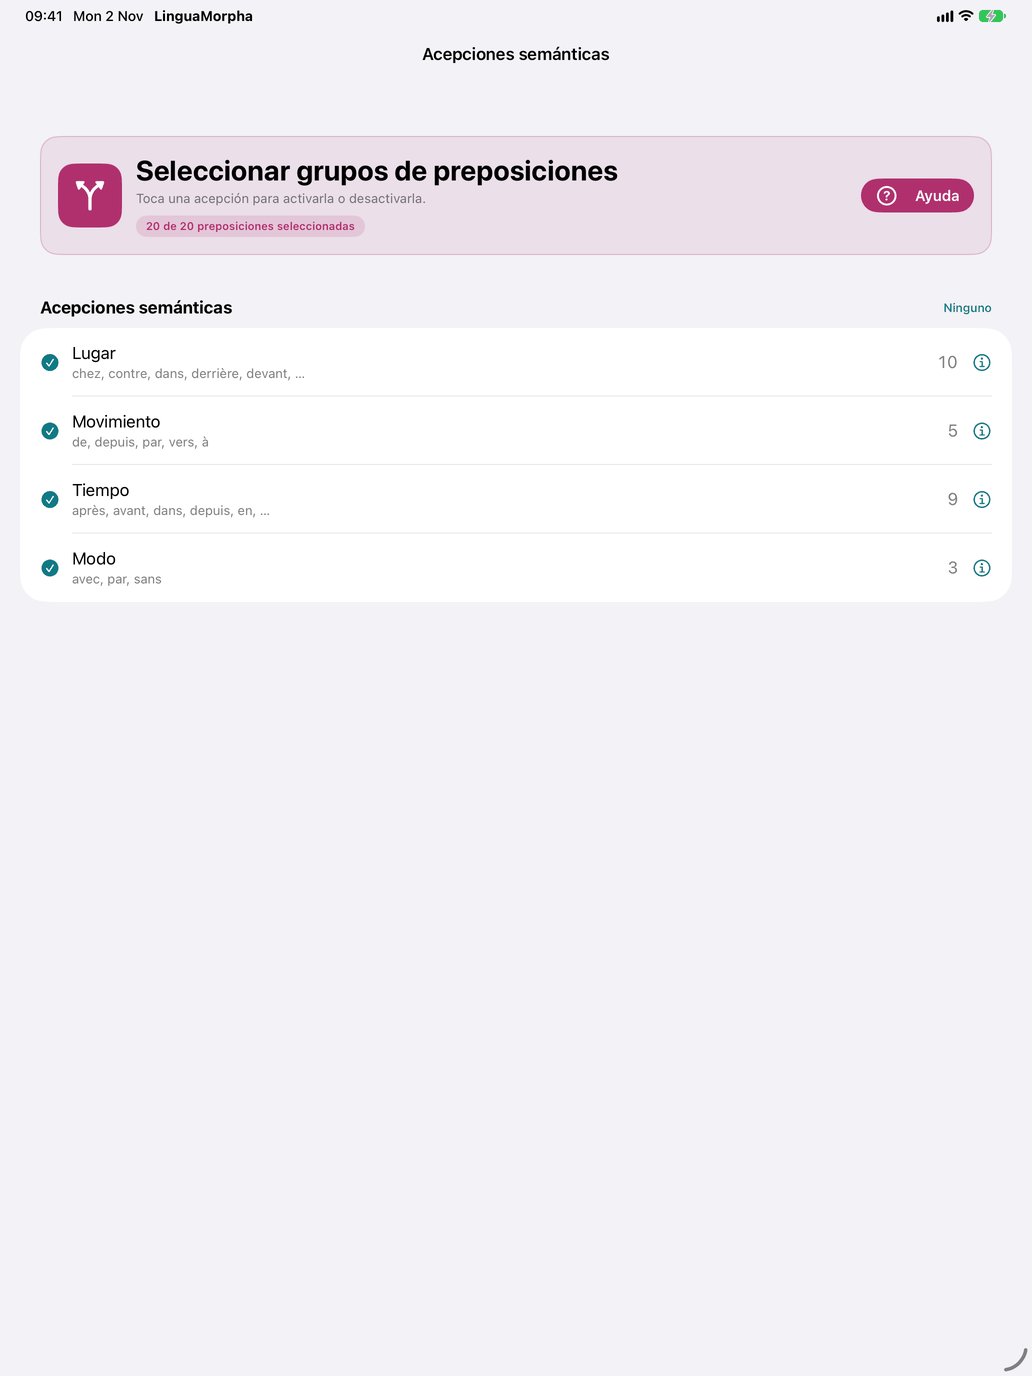 09:41 Mon 2 Nov LinguaMorpha
Acepciones semánticas
Seleccionar grupos de preposiciones
Toca una acepción para activarla o desactivarla.
20 de 20 preposiciones seleccionadas
Ayuda
Acepciones semánticas
Ninguno
Lugar
chez, contre, dans, derrière, devant, ...
10
Movimiento
de, depuis, par, vers, à
5
Tiempo
après, avant, dans, depuis, en, ...
9
Modo
avec, par, sans
3